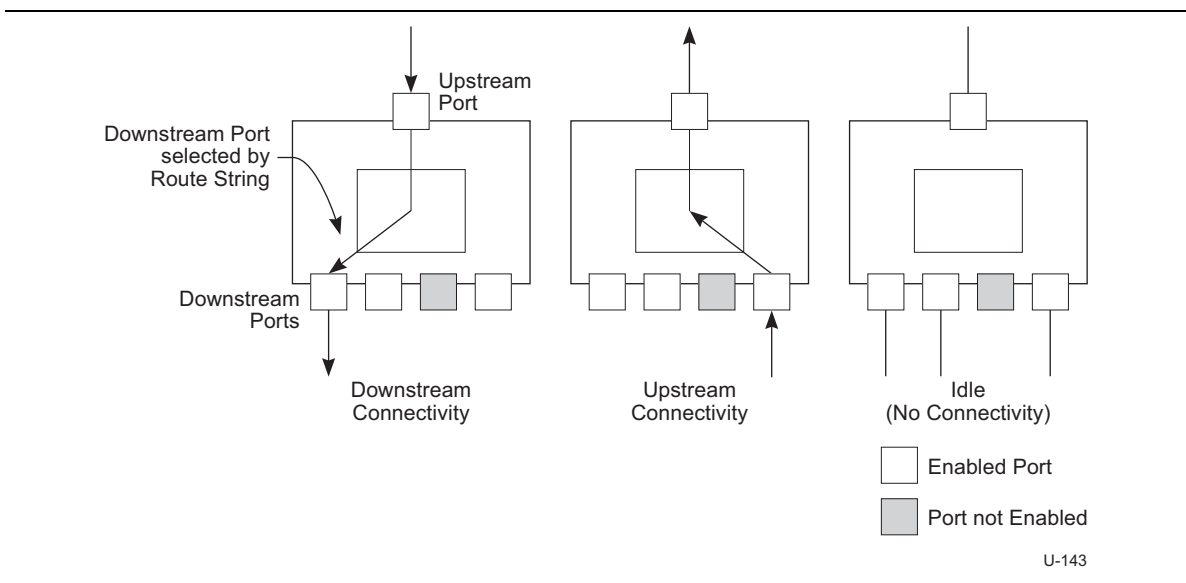 Upstream
Port
Downstream Port
selected by
Route String
Downstream
Ports
Downstream
Connectivity
Upstream
Connectivity
Idle
(No Connectivity)
Enabled Port
Port not Enabled
U-143